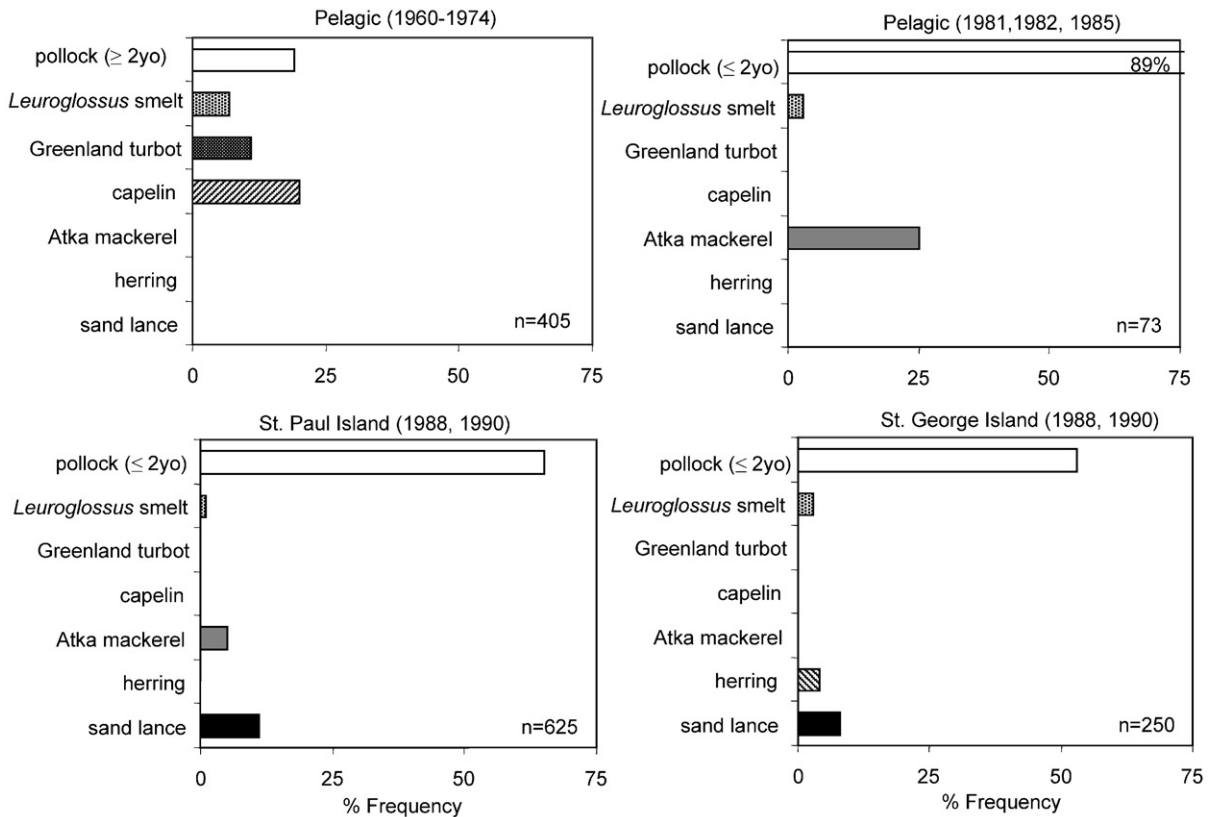 Pelagic (1960-1974)
pollock (≥ 2yo)
Leuroglossus smelt
Greenland turbot
capelin
Atka mackerel
herring
sand lance
n=405
0 25 50 75
Pelagic (1981,1982, 1985)
pollock (≤ 2yo)
89%
Leuroglossus smelt
Greenland turbot
capelin
Atka mackerel
herring
sand lance
n=73
0 25 50 75
St. Paul Island (1988, 1990)
pollock (≤ 2yo)
Leuroglossus smelt
Greenland turbot
capelin
Atka mackerel
herring
sand lance
n=625
0 25 50 75
% Frequency
St. George Island (1988, 1990)
pollock (≤ 2yo)
Leuroglossus smelt
Greenland turbot
capelin
Atka mackerel
herring
sand lance
n=250
0 25 50 75
% Frequency